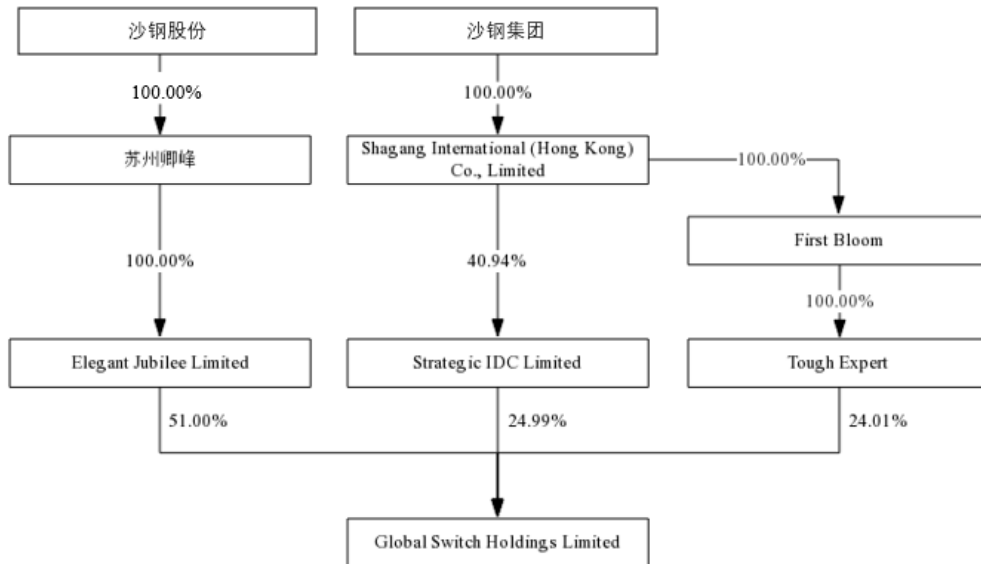 沙钢股份
沙钢集团
100.00%
100.00%
苏州卿峰
Shagang International (Hong Kong)
Co., Limited
100.00%
First Bloom
100.00%
40.94%
100.00%
Elegant Jubilee Limited
Strategic IDC Limited
Tough Expert
51.00%
24.99%
24.01%
Global Switch Holdings Limited